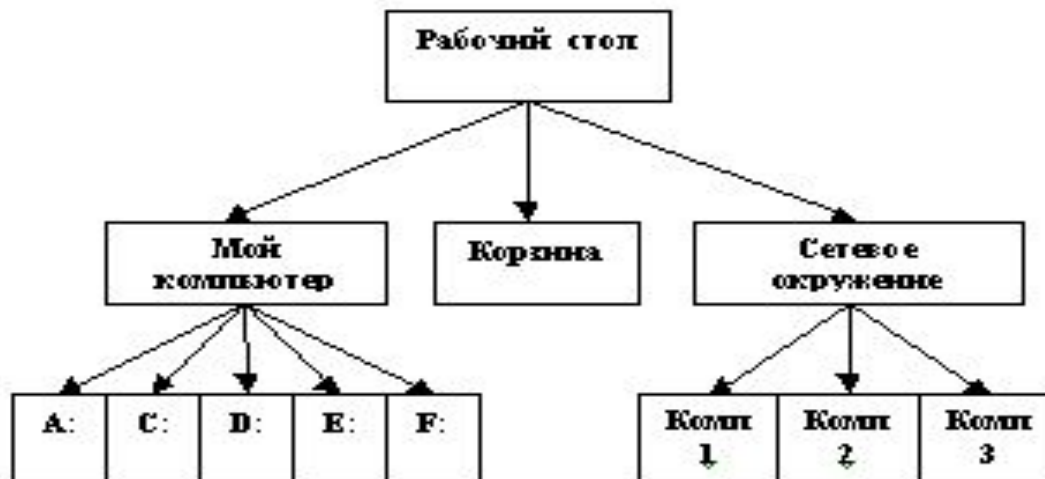 Рабочий стол
Мой
компьютер
Корзина
Сетевое
окружение
A:
C:
D:
E:
F:
Комп
1
Комп
2
Комп
3